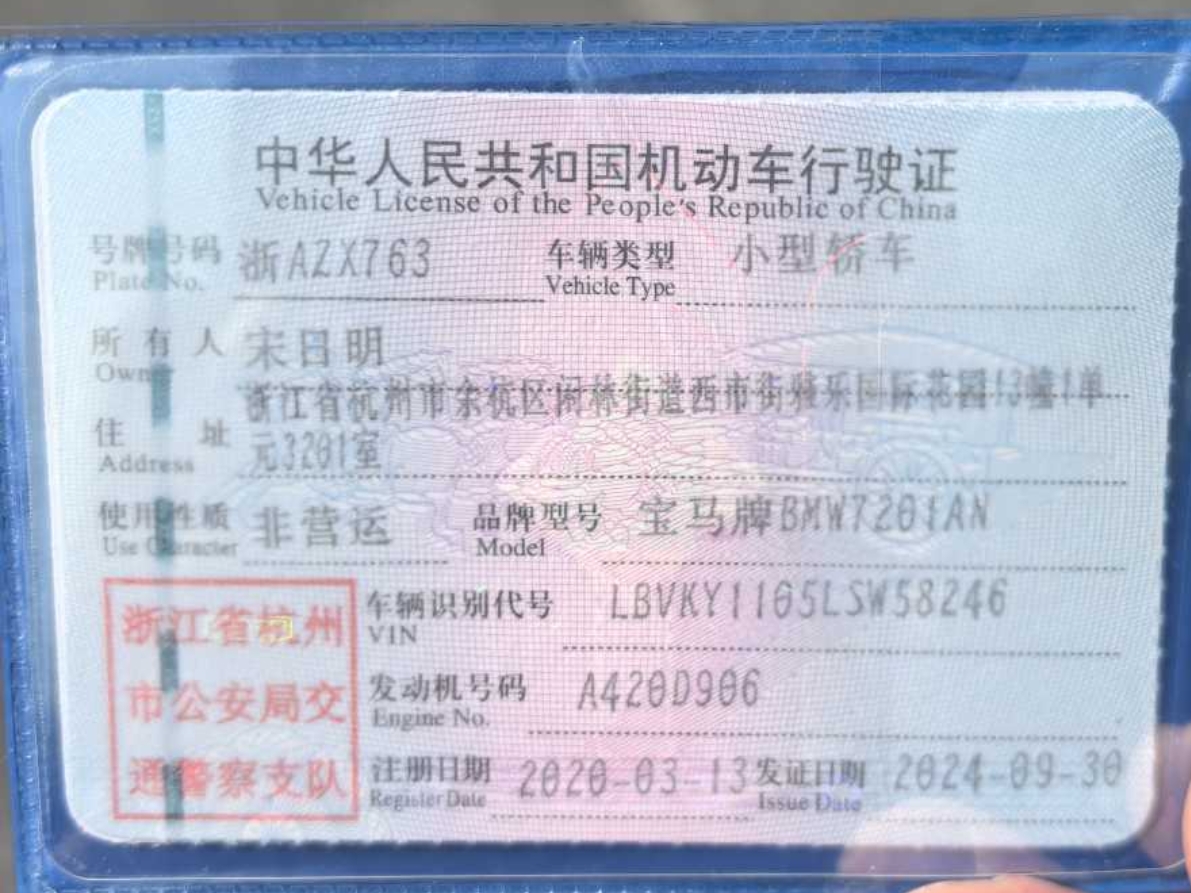 中华人民共和国机动车行驶证
Vehicle License of the People's Republic of China
号牌号码 浙AZX763 车辆类型 小型轿车
Plate No. Vehicle Type
所有人 宋日明
Owner
浙江省杭州市余杭区闲林街道西市街雅乐国际花园13幢1单
住址 元3201室
Address
使用性质 非营运 品牌型号 宝马牌BMW7201AN
Use Character Model
浙江省杭州 车辆识别代号 LBVKY1105LSW58246
VIN
市公安局交 发动机号码 A420D906
Engine No.
通警察支队 注册日期 2020-03-13 发证日期 2024-09-30
Register Date Issue Date